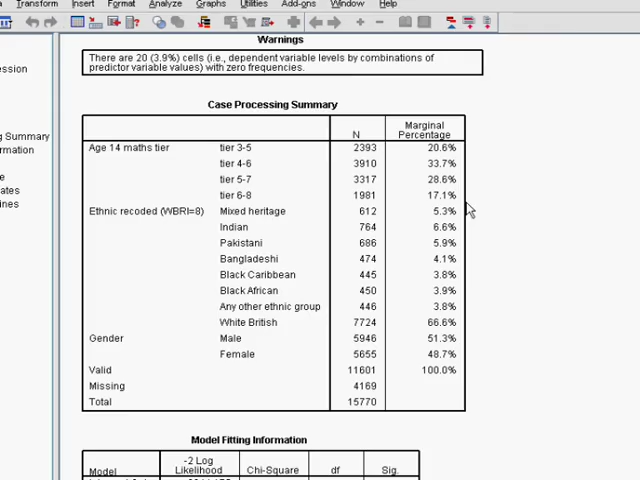 Transform Insert Format Analyze Graphs Utilities Add-ons Window Help
Warnings
There are 20 (3.9%) cells (i.e., dependent variable levels by combinations of
predictor variable values) with zero frequencies.
Case Processing Summary
N Marginal Percentage
Age 14 maths tier tier 3-5 2393 20.6%
tier 4-6 3910 33.7%
tier 5-7 3317 28.6%
tier 6-8 1981 17.1%
Ethnic recoded (WBRI=8) Mixed heritage 612 5.3%
Indian 764 6.6%
Pakistani 686 5.9%
Bangladeshi 474 4.1%
Black Caribbean 445 3.8%
Black African 450 3.9%
Any other ethnic group 446 3.8%
White British 7724 66.6%
Gender Male 5946 51.3%
Female 5655 48.7%
Valid 11601 100.0%
Missing 4169
Total 15770
Model Fitting Information
Model -2 Log Likelihood Chi-Square df Sig.
ession
g Summary
rmation
e
ates
ines